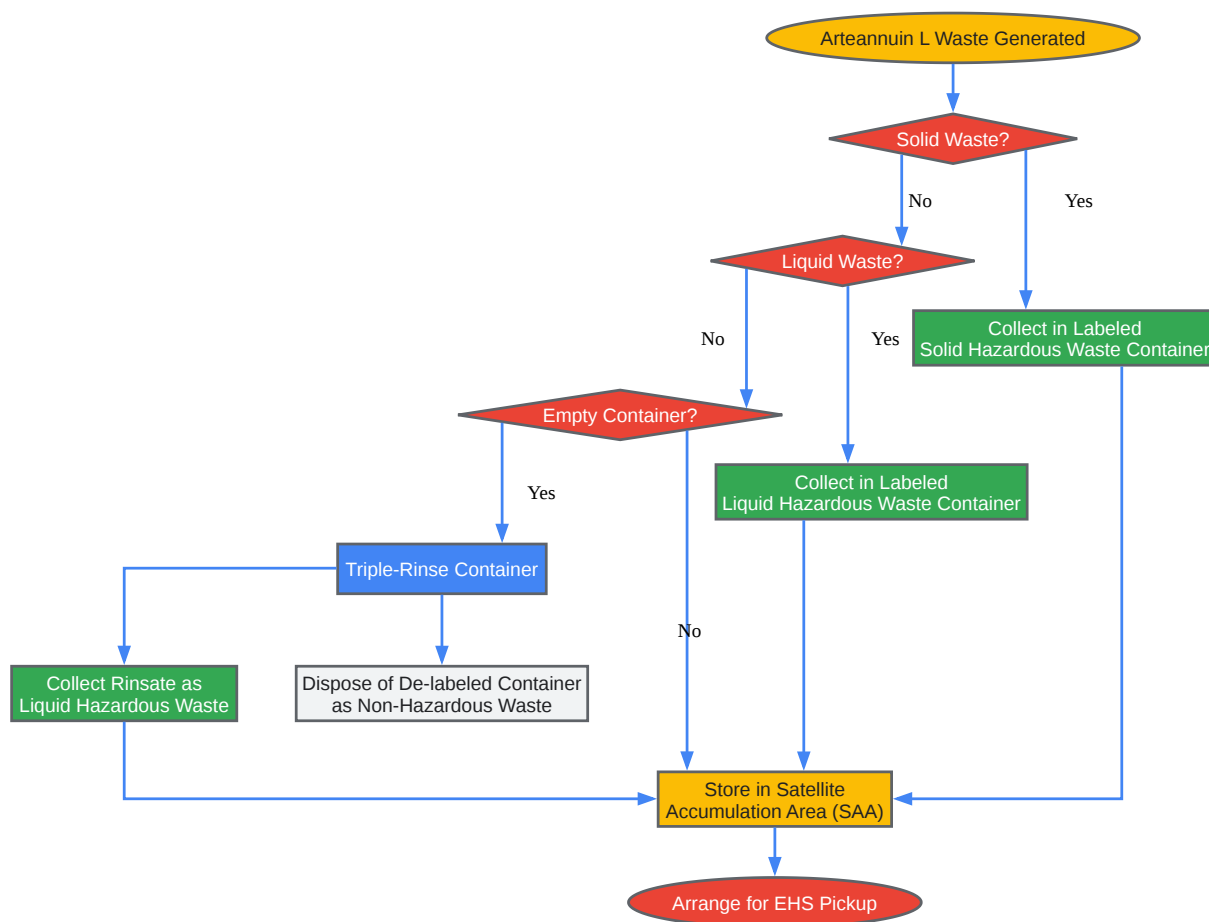 Arteannuin L Waste Generated
Solid Waste?
No
Yes
Liquid Waste?
Collect in Labeled
Solid Hazardous Waste Container
No
Yes
Empty Container?
Collect in Labeled
Liquid Hazardous Waste Container
Yes
Triple-Rinse Container
No
Collect Rinsate as
Liquid Hazardous Waste
Dispose of De-labeled Container
as Non-Hazardous Waste
Store in Satellite
Accumulation Area (SAA)
Arrange for EHS Pickup